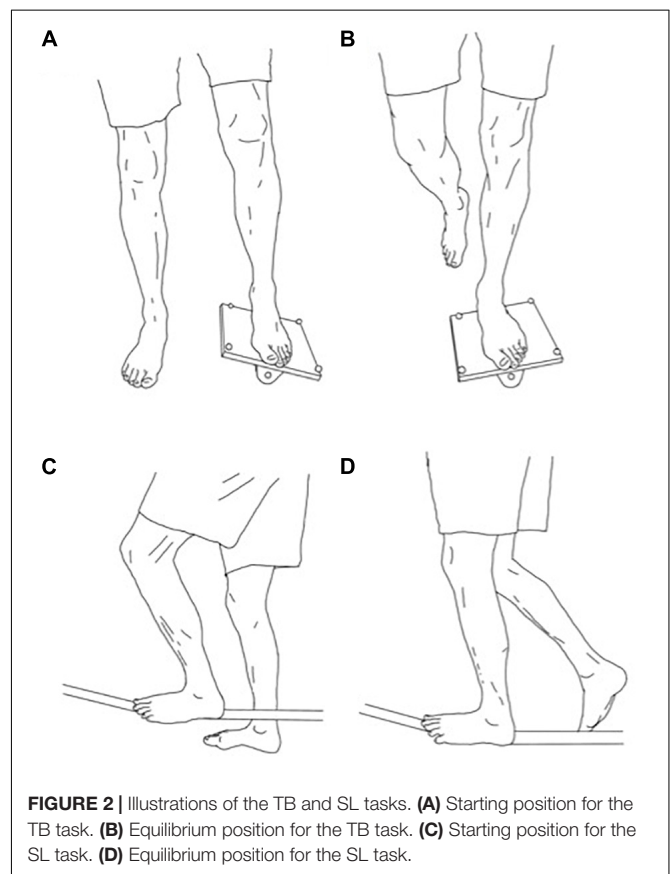 A
B
C
D
FIGURE 2 | Illustrations of the TB and SL tasks. (A) Starting position for the
TB task. (B) Equilibrium position for the TB task. (C) Starting position for the
SL task. (D) Equilibrium position for the SL task.